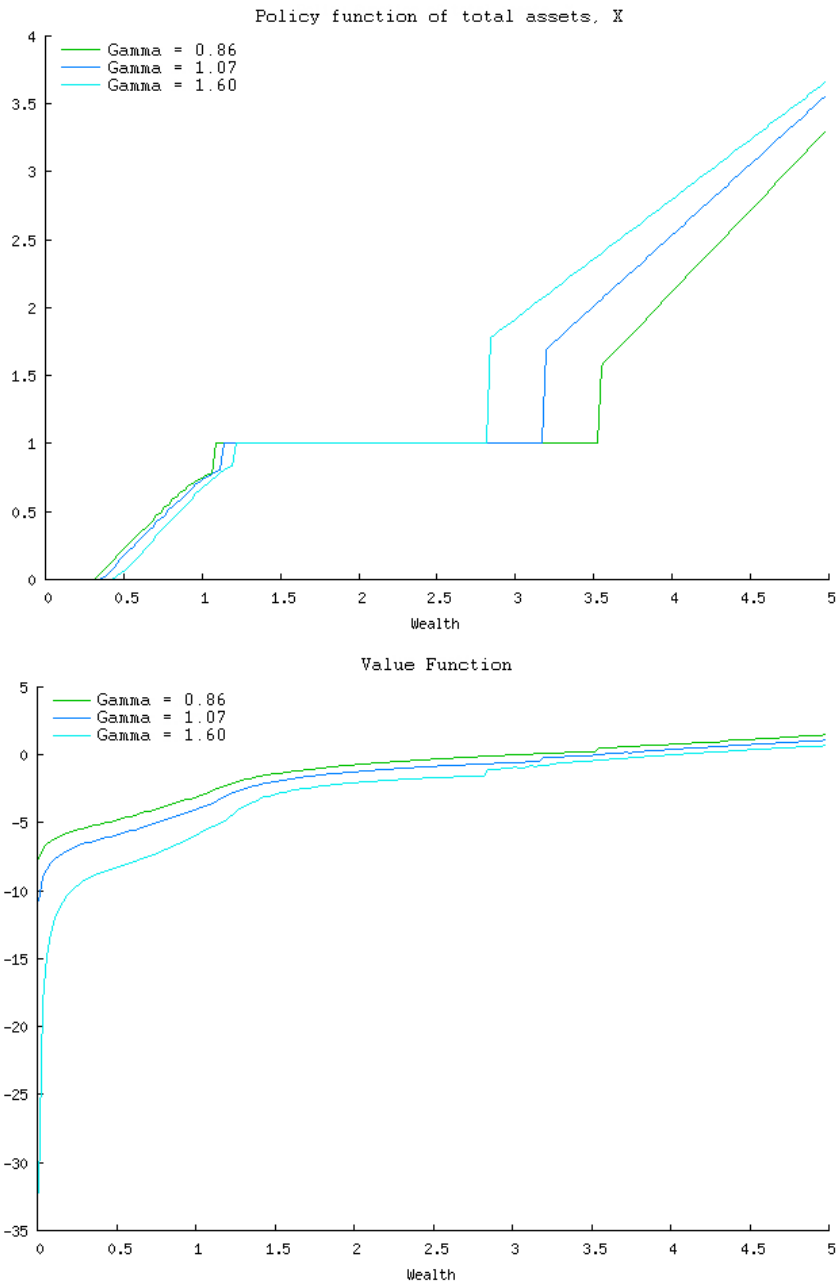 Policy function of total assets, X
4
Gamma = 0.86
Gamma = 1.07
Gamma = 1.60
3.5
3
2.5
2
1.5
1
0.5
0
0 0.5 1 1.5 2 2.5 3 3.5 4 4.5 5
Wealth
Value Function
5
Gamma = 0.86
Gamma = 1.07
Gamma = 1.60
0
-5
-10
-15
-20
-25
-30
-35
0 0.5 1 1.5 2 2.5 3 3.5 4 4.5 5
Wealth